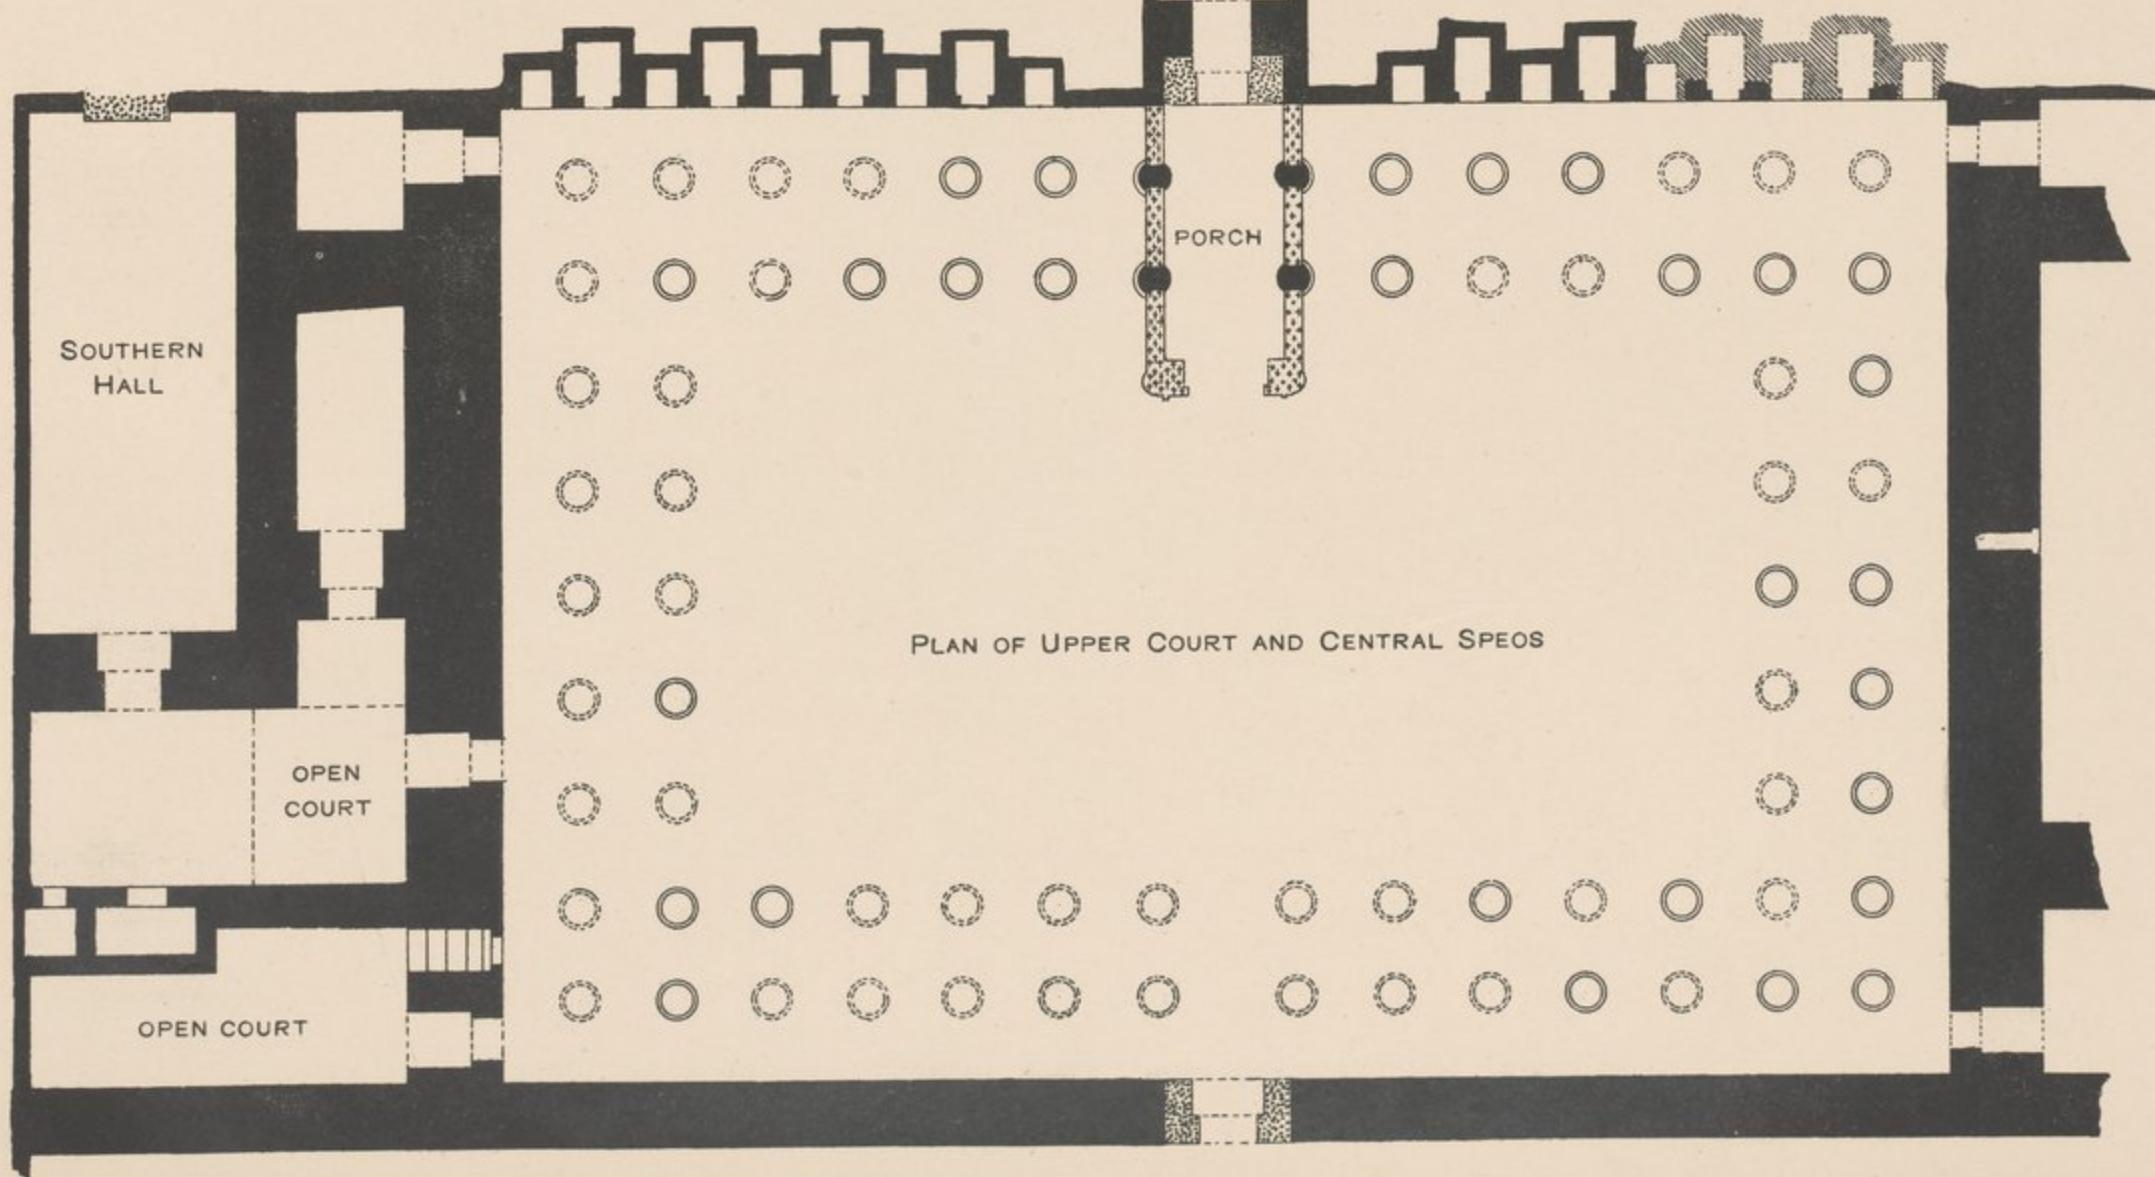 PORCH
SOUTHERN
HALL
PLAN OF UPPER COURT AND CENTRAL SPEOS
OPEN
COURT
OPEN COURT